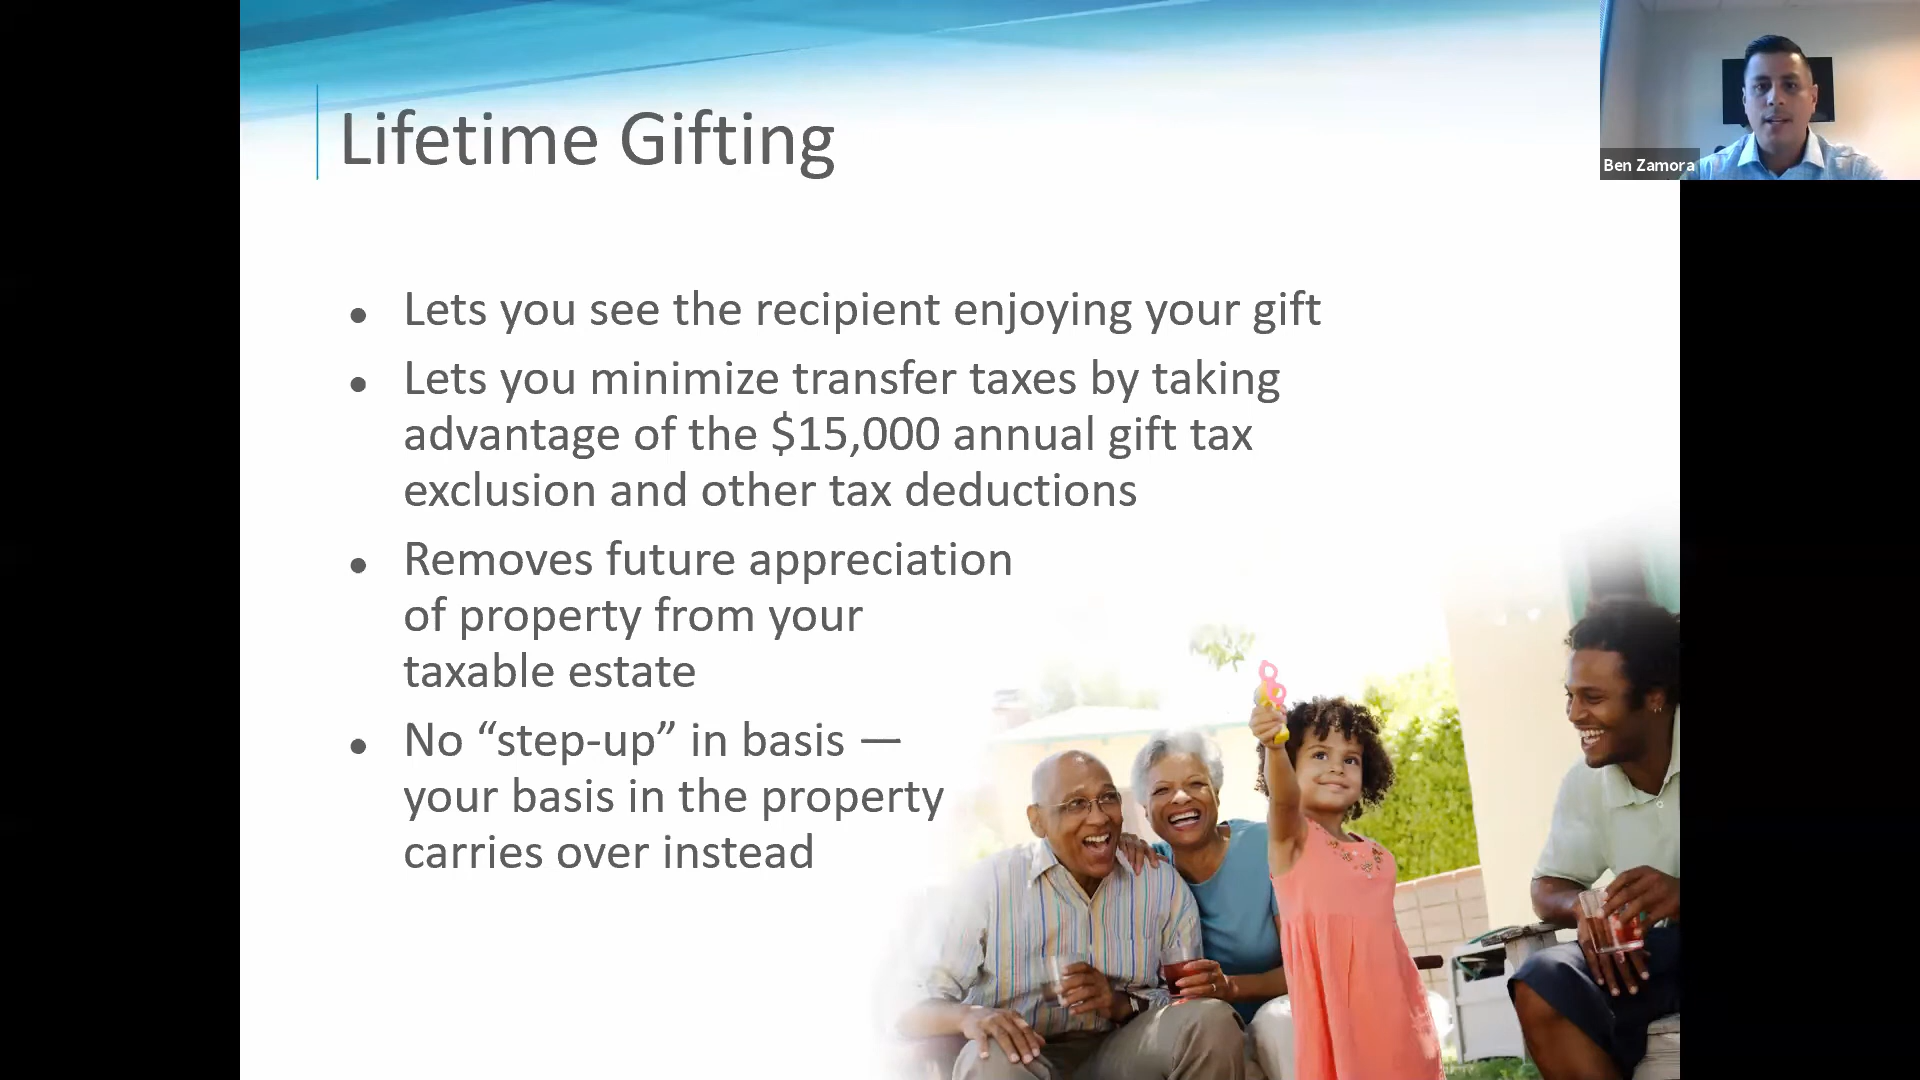 Lifetime Gifting
Ben Zamora
• Lets you see the recipient enjoying your gift
• Lets you minimize transfer taxes by taking
advantage of the $15,000 annual gift tax
exclusion and other tax deductions
• Removes future appreciation
of property from your
taxable estate
• No “step-up” in basis —
your basis in the property
carries over instead